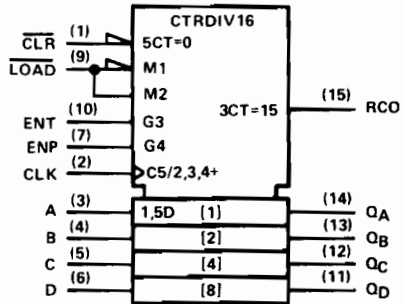 CTRDIV16
CLR (1) 5CT=0
LOAD (9) M1
M2
ENT (10) G3 3CT=15 (15) RCO
ENP (7) G4
CLK (2) C5/2,3,4+
A (3) 1,5D [1] (14) QA
B (4) [2] (13) QB
C (5) [4] (12) QC
D (6) [8] (11) QD